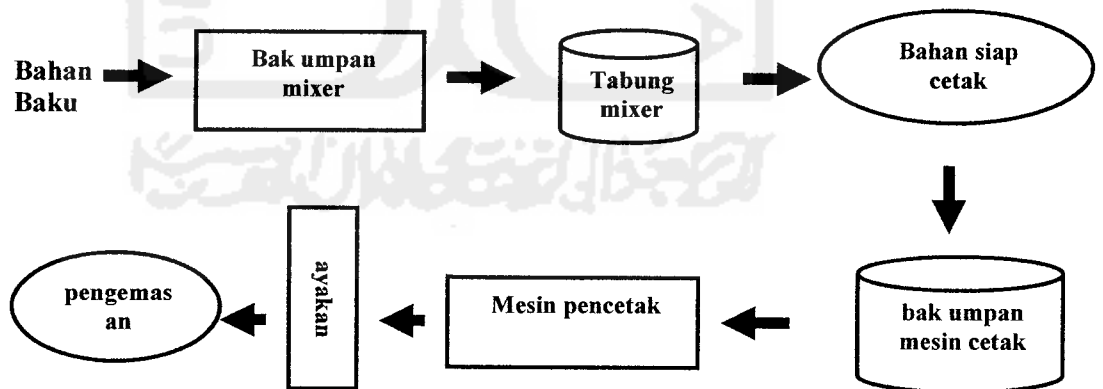 Bahan
Baku
Bak umpan
mixer
Tabung
mixer
Bahan siap
cetak
bak umpan
mesin cetak
Mesin pencetak
ayakan
pengemas
an